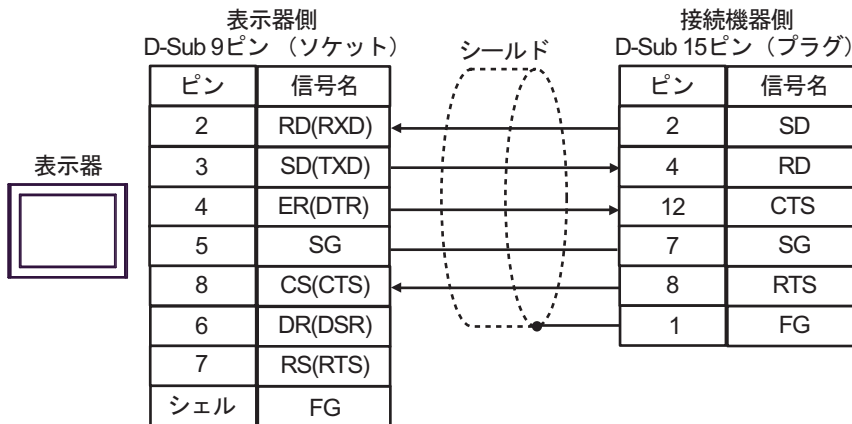 表示器側
D-Sub 9ピン （ソケット）
シールド
接続機器側
D-Sub 15ピン（プラグ）
ピン 信号名
2 RD(RXD)
3 SD(TXD)
4 ER(DTR)
5 SG
8 CS(CTS)
6 DR(DSR)
7 RS(RTS)
シェル FG
表示器
ピン 信号名
2 SD
4 RD
12 CTS
7 SG
8 RTS
1 FG